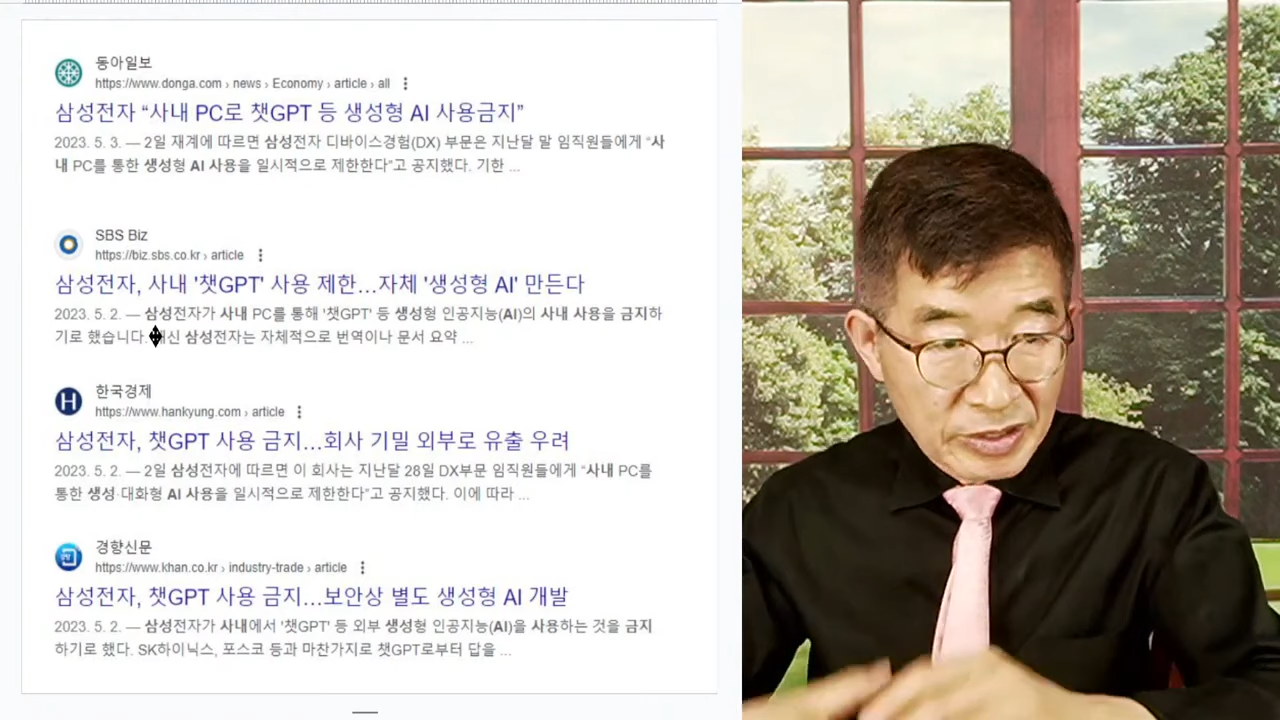 동아일보
https://www.donga.com › news › Economy › article › all
삼성전자 “사내 PC로 챗GPT 등 생성형 AI 사용금지”
2023. 5. 3. — 2일 재계에 따르면 삼성전자 디바이스경험(DX) 부문은 지난달 말 임직원들에게 “사
내 PC를 통한 생성형 AI 사용을 일시적으로 제한한다”고 공지했다. 기한 ...
SBS Biz
https://biz.sbs.co.kr › article
삼성전자, 사내 '챗GPT' 사용 제한…자체 '생성형 AI' 만든다
2023. 5. 2. — 삼성전자가 사내 PC를 통해 '챗GPT' 등 생성형 인공지능(AI)의 사내 사용을 금지하
기로 했습니다. 삼성전자는 자체적으로 번역이나 문서 요약 ...
한국경제
https://www.hankyung.com › article
삼성전자, 챗GPT 사용 금지…회사 기밀 외부로 유출 우려
2023. 5. 2. — 2일 삼성전자에 따르면 이 회사는 지난달 28일 DX부문 임직원들에게 “사내 PC를
통한 생성·대화형 AI 사용을 일시적으로 제한한다”고 공지했다. 이에 따라 ...
경향신문
https://www.khan.co.kr › industry-trade › article
삼성전자, 챗GPT 사용 금지…보안상 별도 생성형 AI 개발
2023. 5. 2. — 삼성전자가 사내에서 '챗GPT' 등 외부 생성형 인공지능(AI)을 사용하는 것을 금지
하기로 했다. SK하이닉스, 포스코 등과 마찬가지로 챗GPT로부터 답을 ...